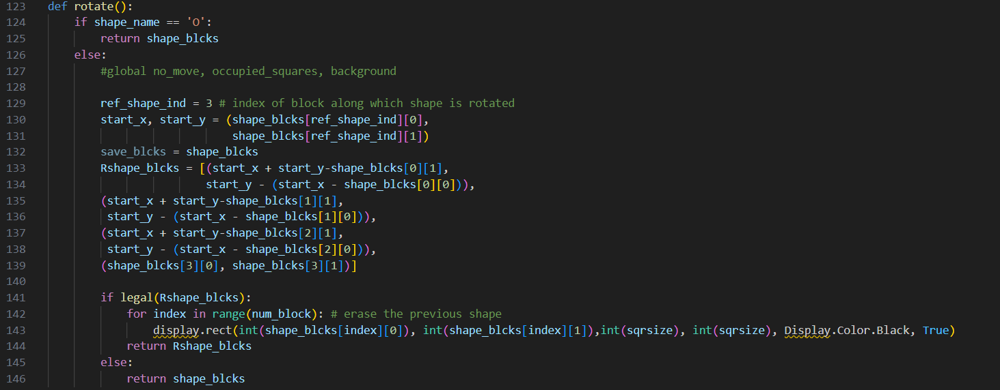 123 def rotate():
124     if shape_name == 'O':
125         return shape_blcks
126     else:
127         #global no_move, occupied_squares, background
128
129         ref_shape_ind = 3 # index of block along which shape is rotated
130         start_x, start_y = (shape_blcks[ref_shape_ind][0],
131                             shape_blcks[ref_shape_ind][1])
132         save_blcks = shape_blcks
133         Rshape_blcks = [(start_x + start_y-shape_blcks[0][1],
134                         start_y - (start_x - shape_blcks[0][0])),
135         (start_x + start_y-shape_blcks[1][1],
136          start_y - (start_x - shape_blcks[1][0])),
137         (start_x + start_y-shape_blcks[2][1],
138          start_y - (start_x - shape_blcks[2][0])),
139         (shape_blcks[3][0], shape_blcks[3][1])]
140
141         if legal(Rshape_blcks):
142             for index in range(num_block): # erase the previous shape
143                 display.rect(int(shape_blcks[index][0]), int(shape_blcks[index][1]),int(sqrsize), int(sqrsize), Display.Color.Black, True)
144             return Rshape_blcks
145         else:
146             return shape_blcks